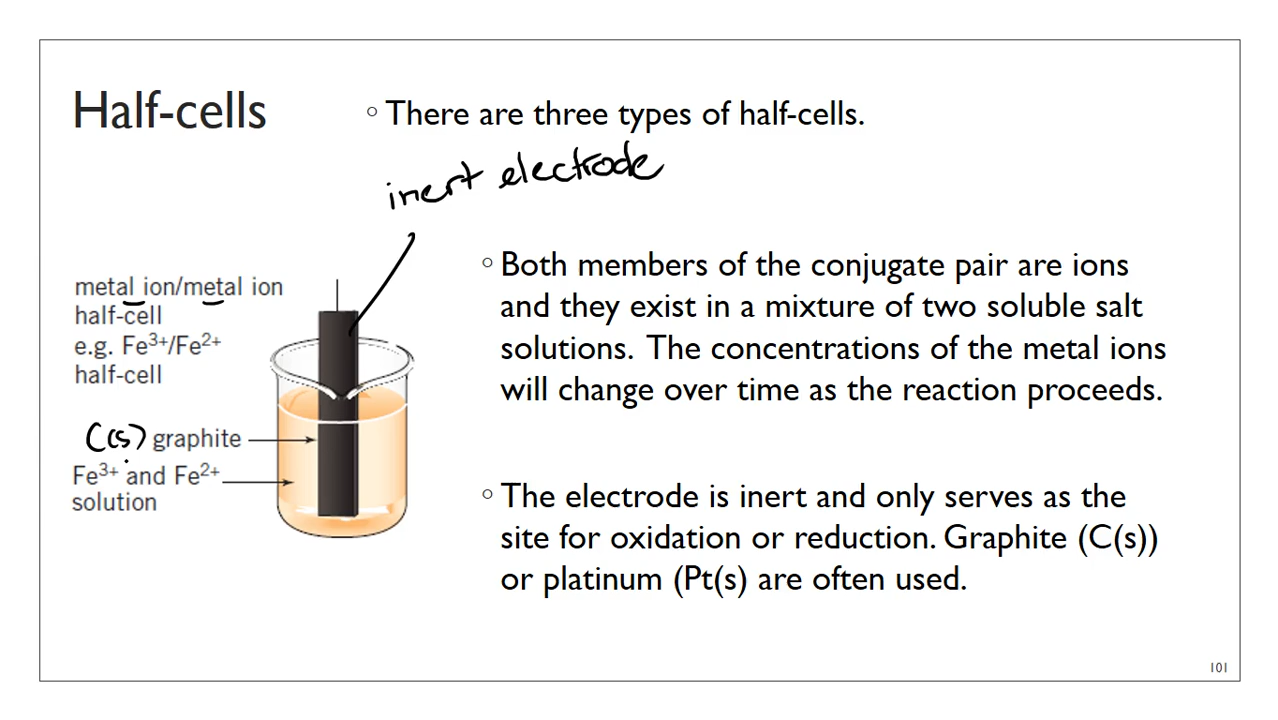 Half-cells
◦ There are three types of half-cells.
inert electrode
metal ion/metal ion
half-cell
e.g. Fe³⁺/Fe²⁺
half-cell
C(s) graphite
Fe³⁺ and Fe²⁺
solution
◦ Both members of the conjugate pair are ions
and they exist in a mixture of two soluble salt
solutions. The concentrations of the metal ions
will change over time as the reaction proceeds.
◦ The electrode is inert and only serves as the
site for oxidation or reduction. Graphite (C(s))
or platinum (Pt(s) are often used.
101